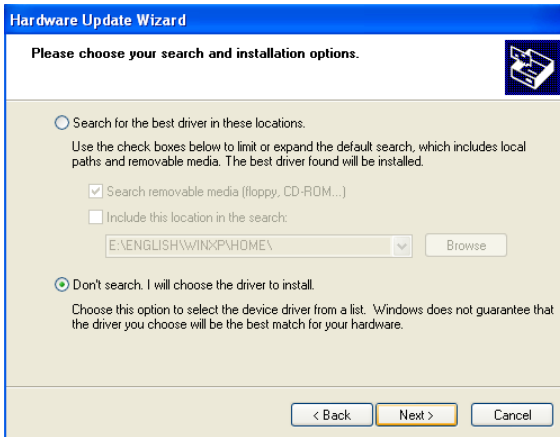 Hardware Update Wizard
Please choose your search and installation options.
Search for the best driver in these locations.
Use the check boxes below to limit or expand the default search, which includes local
paths and removable media. The best driver found will be installed.
Search removable media (floppy, CD-ROM...)
Include this location in the search:
E:\ENGLISH\WINXP\HOME\
Browse
Don't search. I will choose the driver to install.
Choose this option to select the device driver from a list. Windows does not guarantee that
the driver you choose will be the best match for your hardware.
< Back Next > Cancel